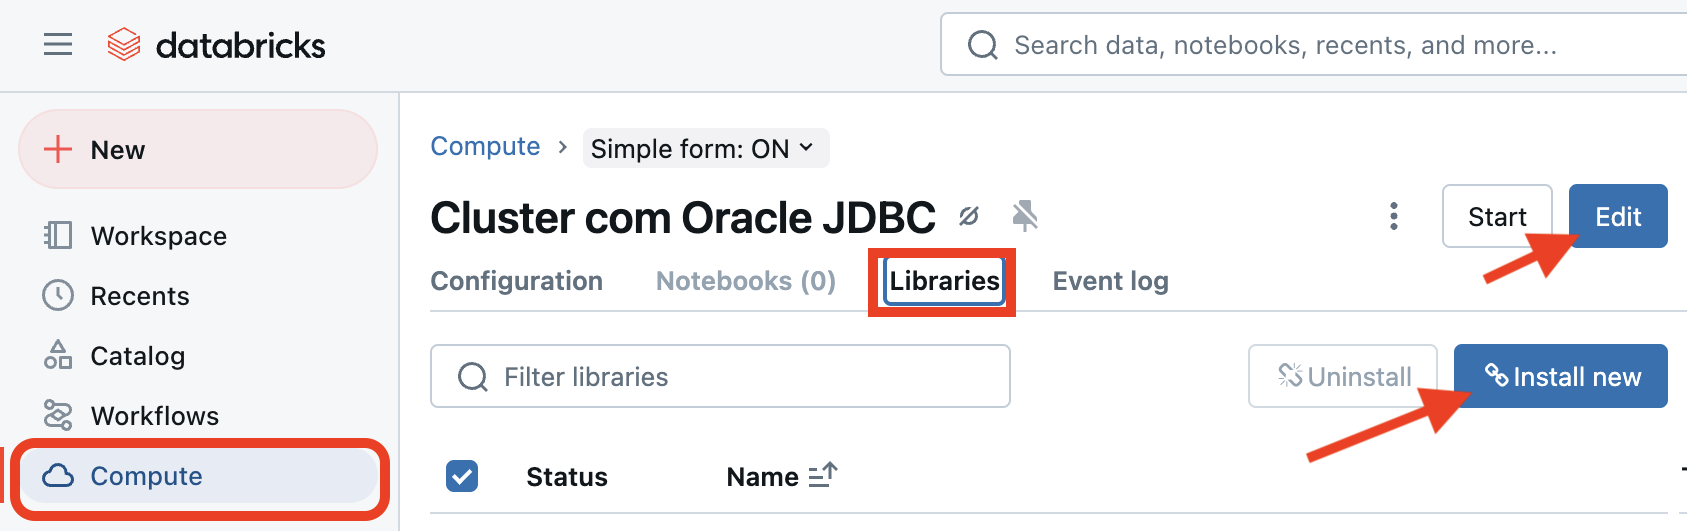 databricks
Search data, notebooks, recents, and more...
New
Workspace
Recents
Catalog
Workflows
Compute
Compute › Simple form: ON
Cluster com Oracle JDBC
Start Edit
Configuration Notebooks (0) Libraries Event log
Filter libraries
Uninstall Install new
Status Name